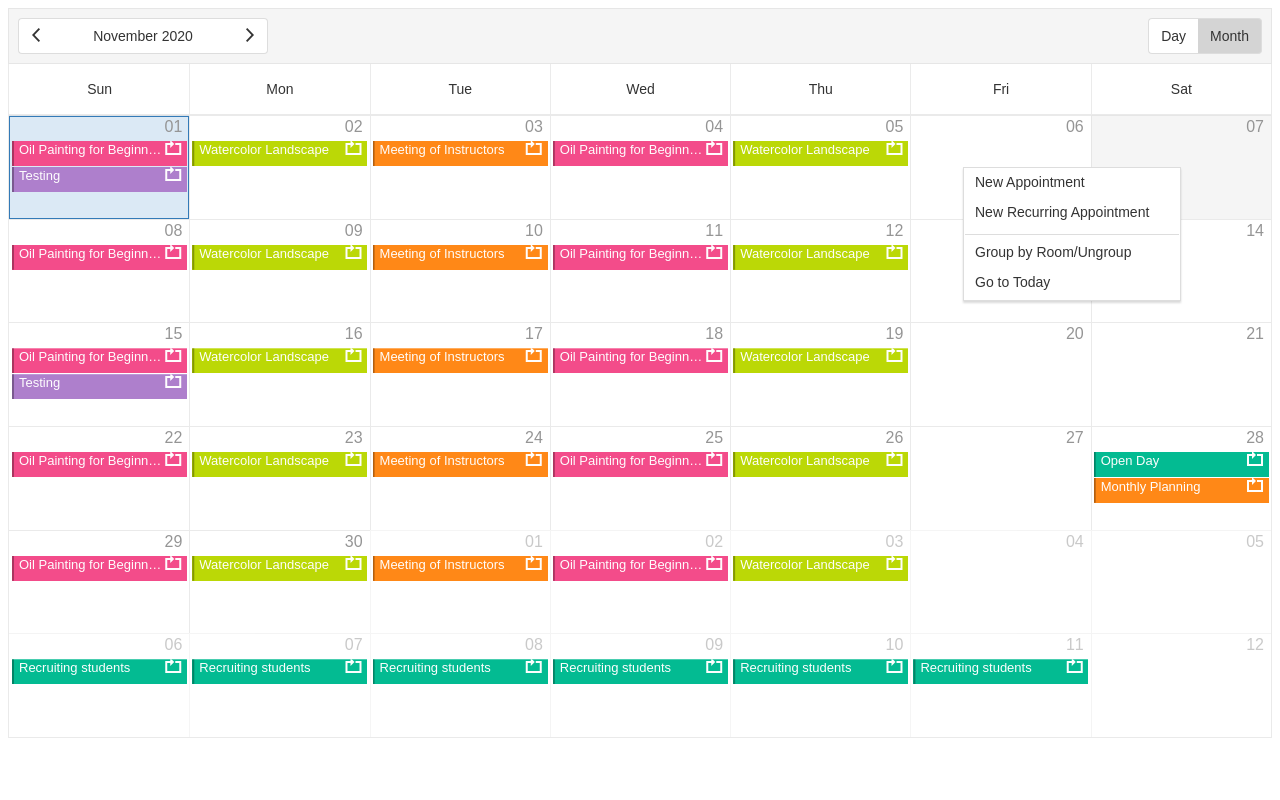 November 2020
Day Month
Sun Mon Tue Wed Thu Fri Sat
01 02 03 04 05 06 07
Oil Painting for Beginn… Watercolor Landscape Meeting of Instructors Oil Painting for Beginn… Watercolor Landscape
Testing
New Appointment
New Recurring Appointment
Group by Room/Ungroup
Go to Today
08 09 10 11 12 14
Oil Painting for Beginn… Watercolor Landscape Meeting of Instructors Oil Painting for Beginn… Watercolor Landscape
15 16 17 18 19 20 21
Oil Painting for Beginn… Watercolor Landscape Meeting of Instructors Oil Painting for Beginn… Watercolor Landscape
Testing
22 23 24 25 26 27 28
Oil Painting for Beginn… Watercolor Landscape Meeting of Instructors Oil Painting for Beginn… Watercolor Landscape Open Day
Monthly Planning
29 30 01 02 03 04 05
Oil Painting for Beginn… Watercolor Landscape Meeting of Instructors Oil Painting for Beginn… Watercolor Landscape
06 07 08 09 10 11 12
Recruiting students Recruiting students Recruiting students Recruiting students Recruiting students Recruiting students